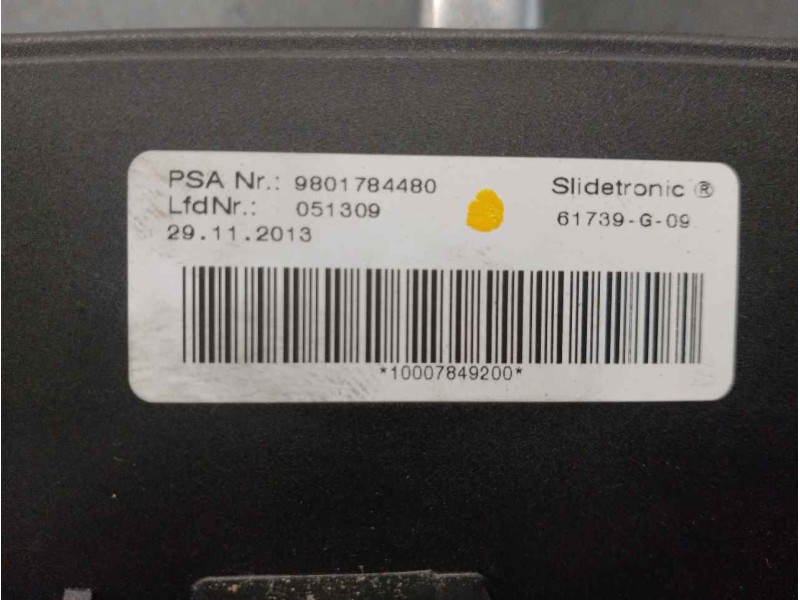 PSA Nr.: 9801784480
LfdNr.: 051309
29.11.2013
Slidetronic ®
61739-G-09
*10007849200*